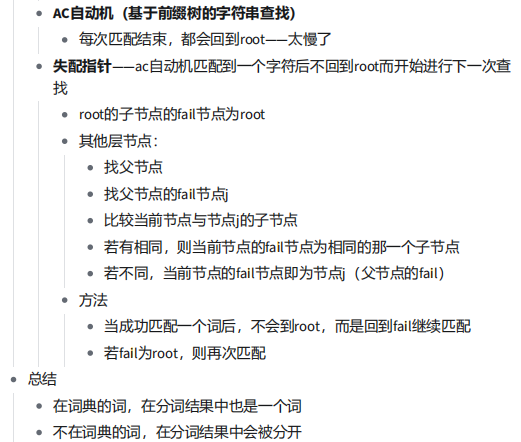 AC自动机（基于前缀树的字符串查找）
每次匹配结束，都会回到root——太慢了
失配指针——ac自动机匹配到一个字符后不回到root而开始进行下一次查
找
root的子节点的fail节点为root
其他层节点：
找父节点
找父节点的fail节点j
比较当前节点与节点j的子节点
若有相同，则当前节点的fail节点为相同的那一个子节点
若不同，当前节点的fail节点即为节点j（父节点的fail）
方法
当成功匹配一个词后，不会到root，而是回到fail继续匹配
若fail为root，则再次匹配
总结
在词典的词，在分词结果中也是一个词
不在词典的词，在分词结果中会被分开